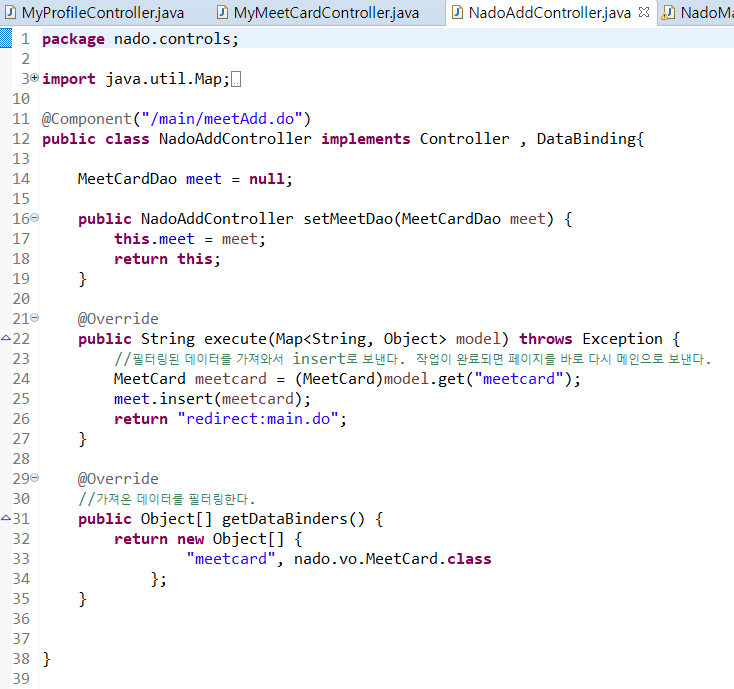 MyProfileController.java MyMeetCardController.java NadoAddController.java NadoMa
1 package nado.controls;
2
3 import java.util.Map;
10
11 @Component("/main/meetAdd.do")
12 public class NadoAddController implements Controller , DataBinding{
13
14 MeetCardDao meet = null;
15
16 public NadoAddController setMeetDao(MeetCardDao meet) {
17 this.meet = meet;
18 return this;
19 }
20
21 @Override
22 public String execute(Map<String, Object> model) throws Exception {
23 //필터링된 데이터를 가져와서 insert로 보낸다. 작업이 완료되면 페이지를 바로 다시 메인으로 보낸다.
24 MeetCard meetcard = (MeetCard)model.get("meetcard");
25 meet.insert(meetcard);
26 return "redirect:main.do";
27 }
28
29 @Override
30 //가져온 데이터를 필터링한다.
31 public Object[] getDataBinders() {
32 return new Object[] {
33 "meetcard", nado.vo.MeetCard.class
34 };
35 }
36
37
38 }
39